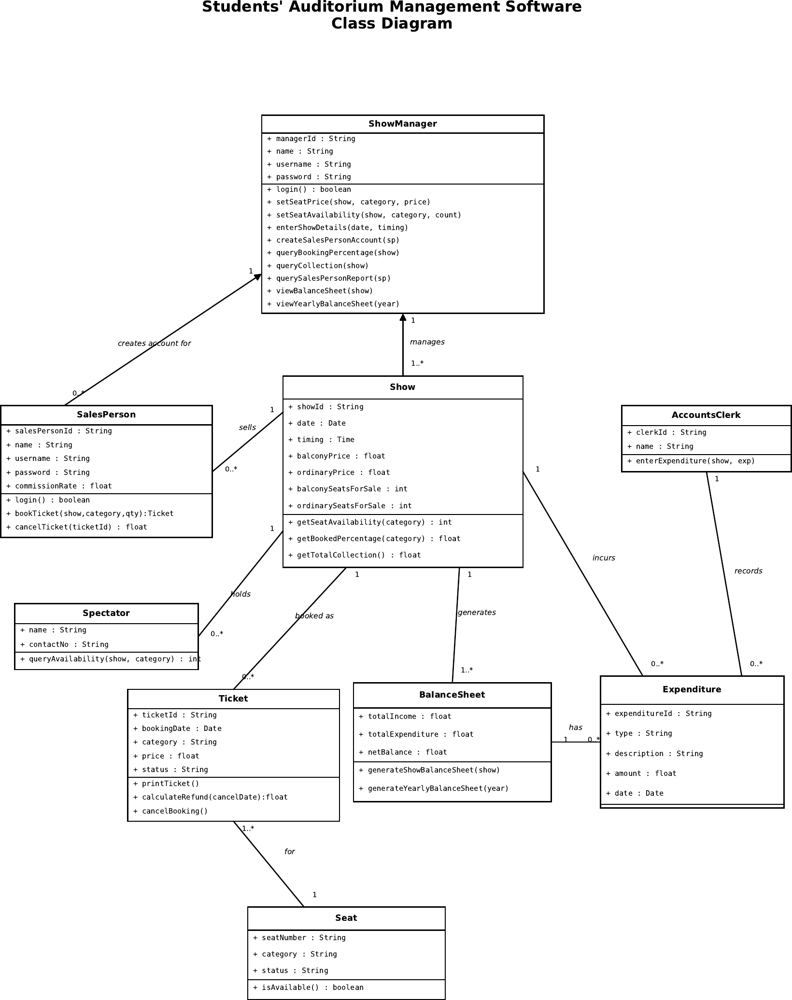 Students' Auditorium Management Software
Class Diagram
ShowManager
+ managerId : String
+ name : String
+ username : String
+ password : String
+ login() : boolean
+ setSeatPrice(show, category, price)
+ setSeatAvailability(show, category, count)
+ enterShowDetails(date, timing)
+ createSalesPersonAccount(sp)
+ queryBookingPercentage(show)
+ queryCollection(show)
+ querySalesPersonReport(sp)
+ viewBalanceSheet(show)
+ viewYearlyBalanceSheet(year)
1
creates account for
0..*
1
manages
1..*
SalesPerson
+ salesPersonId : String
+ name : String
+ username : String
+ password : String
+ commissionRate : float
+ login() : boolean
+ bookTicket(show,category,qty):Ticket
+ cancelTicket(ticketId) : float
1
sells
0..*
Show
+ showId : String
+ date : Date
+ timing : Time
+ balconyPrice : float
+ ordinaryPrice : float
+ balconySeatsForSale : int
+ ordinarySeatsForSale : int
+ getSeatAvailability(category) : int
+ getBookedPercentage(category) : float
+ getTotalCollection() : float
AccountsClerk
+ clerkId : String
+ name : String
+ enterExpenditure(show, exp)
1
incurs
0..*
1
records
0..*
1
holds
0..*
1
booked as
0..*
1
generates
1..*
Spectator
+ name : String
+ contactNo : String
+ queryAvailability(show, category) : int
Ticket
+ ticketId : String
+ bookingDate : Date
+ category : String
+ price : float
+ status : String
+ printTicket()
+ calculateRefund(cancelDate):float
+ cancelBooking()
BalanceSheet
+ totalIncome : float
+ totalExpenditure : float
+ netBalance : float
+ generateShowBalanceSheet(show)
+ generateYearlyBalanceSheet(year)
has
1 0..*
Expenditure
+ expenditureId : String
+ type : String
+ description : String
+ amount : float
+ date : Date
1..*
for
1
Seat
+ seatNumber : String
+ category : String
+ status : String
+ isAvailable() : boolean